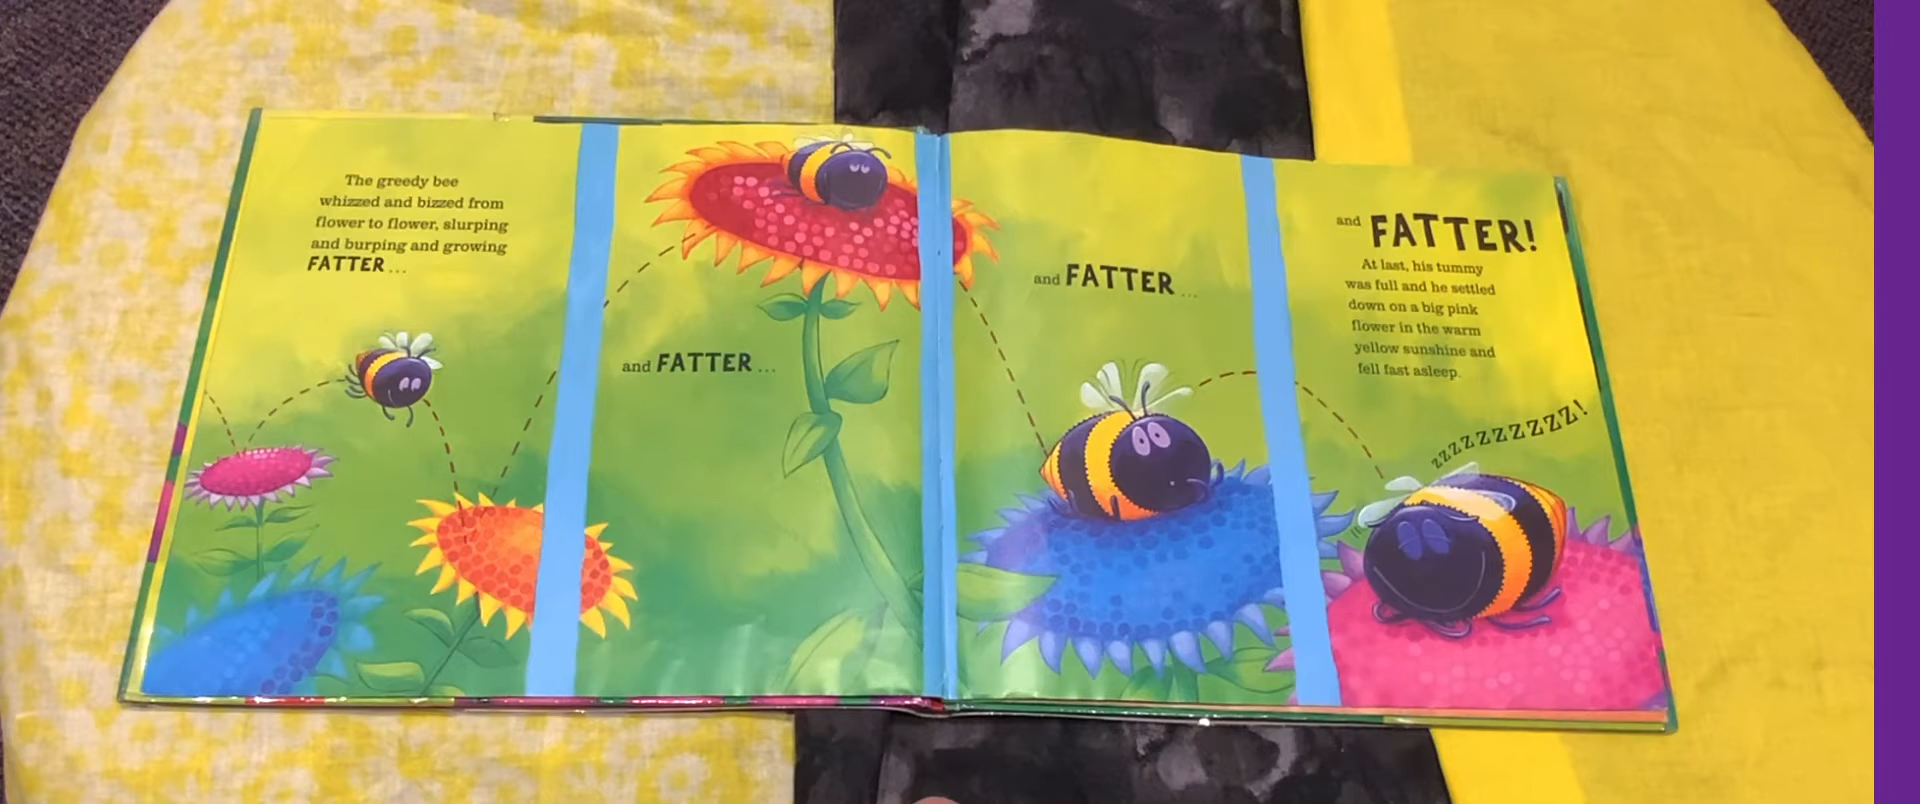 The greedy bee
whizzed and bizzed from
flower to flower, slurping
and burping and growing
FATTER...
and FATTER...
and FATTER...
and FATTER!
At last, his tummy
was full and he settled
down on a big pink
flower in the warm
yellow sunshine and
fell fast asleep.
zzzzZZZZZZ!